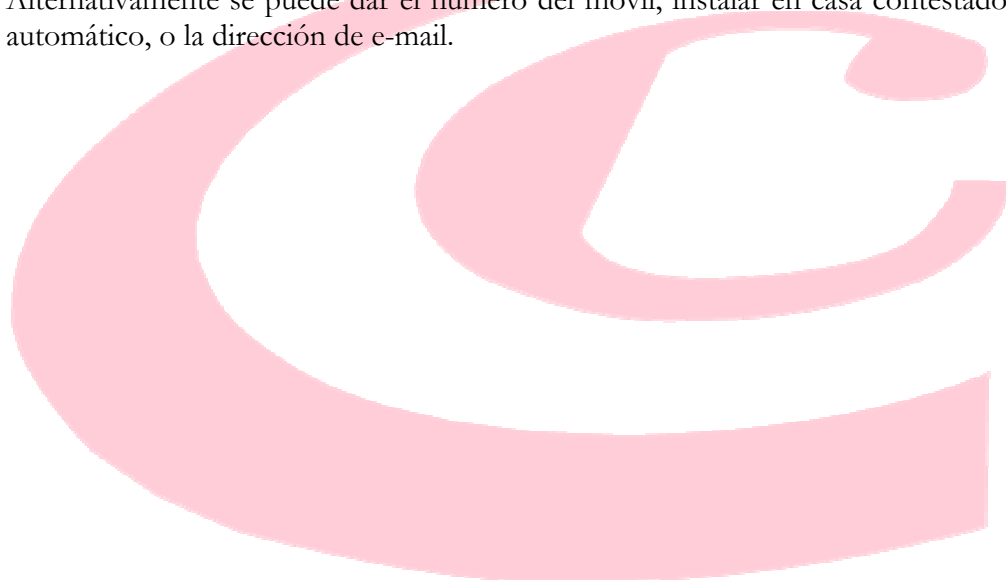 Alternativamente se puede dar el número del móvil, instalar en casa contestado
automático, o la dirección de e-mail.